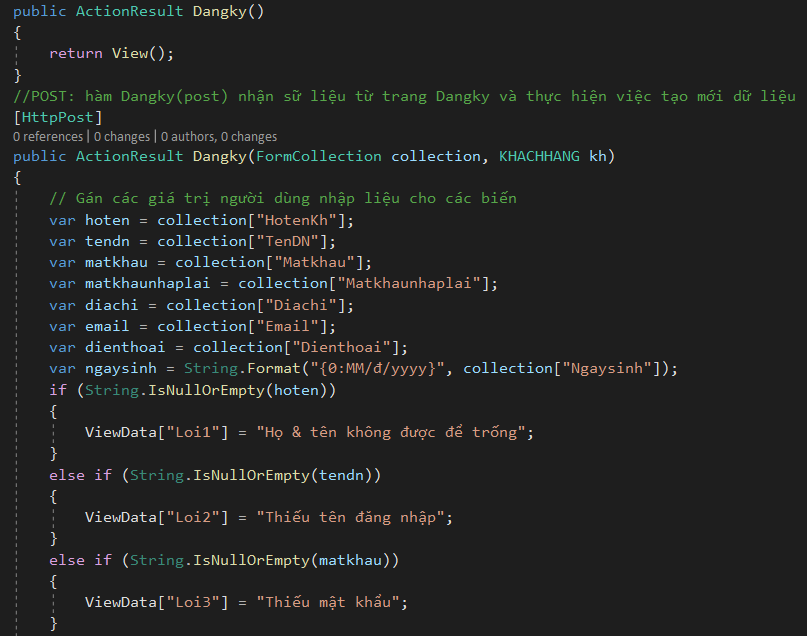 public ActionResult Dangky()
{
return View();
}
//POST: hàm Dangky(post) nhận sữ liệu từ trang Dangky và thực hiện việc tạo mới dữ liệu
[HttpPost]
0 references | 0 changes | 0 authors, 0 changes
public ActionResult Dangky(FormCollection collection, KHACHHANG kh)
{
// Gán các giá trị người dùng nhập liệu cho các biến
var hoten = collection["HotenKh"];
var tendn = collection["TenDN"];
var matkhau = collection["Matkhau"];
var matkhaunhaplai = collection["Matkhaunhaplai"];
var diachi = collection["Diachi"];
var email = collection["Email"];
var dienthoai = collection["Dienthoai"];
var ngaysinh = String.Format("{0:MM/đ/yyyy}", collection["Ngaysinh"]);
if (String.IsNullOrEmpty(hoten))
{
ViewData["Loi1"] = "Họ & tên không được để trống";
}
else if (String.IsNullOrEmpty(tendn))
{
ViewData["Loi2"] = "Thiếu tên đăng nhập";
}
else if (String.IsNullOrEmpty(matkhau))
{
ViewData["Loi3"] = "Thiếu mật khẩu";
}